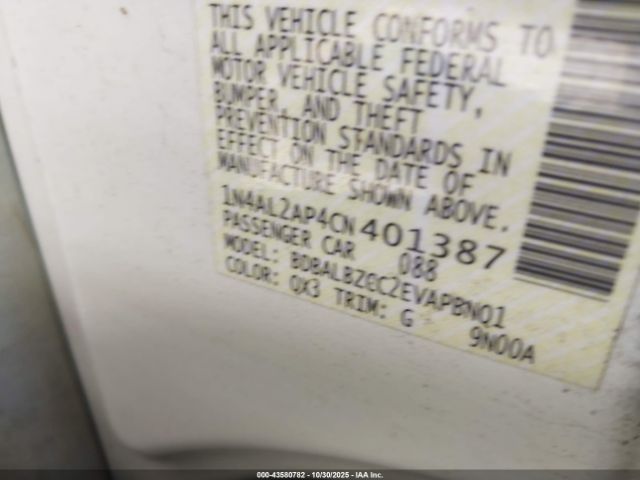 THIS VEHICLE CONFORMS TO
ALL APPLICABLE FEDERAL
MOTOR VEHICLE SAFETY,
BUMPER, AND THEFT
PREVENTION STANDARDS IN
EFFECT ON THE DATE OF
MANUFACTURE SHOWN ABOVE.
1N4AL2AP4CN401387
PASSENGER CAR 088
MODEL: BDBALBZCC2EVAPBN01
COLOR: QX3 TRIM: G 9N00A
000-43580782 - 10/30/2025 - IAA Inc.